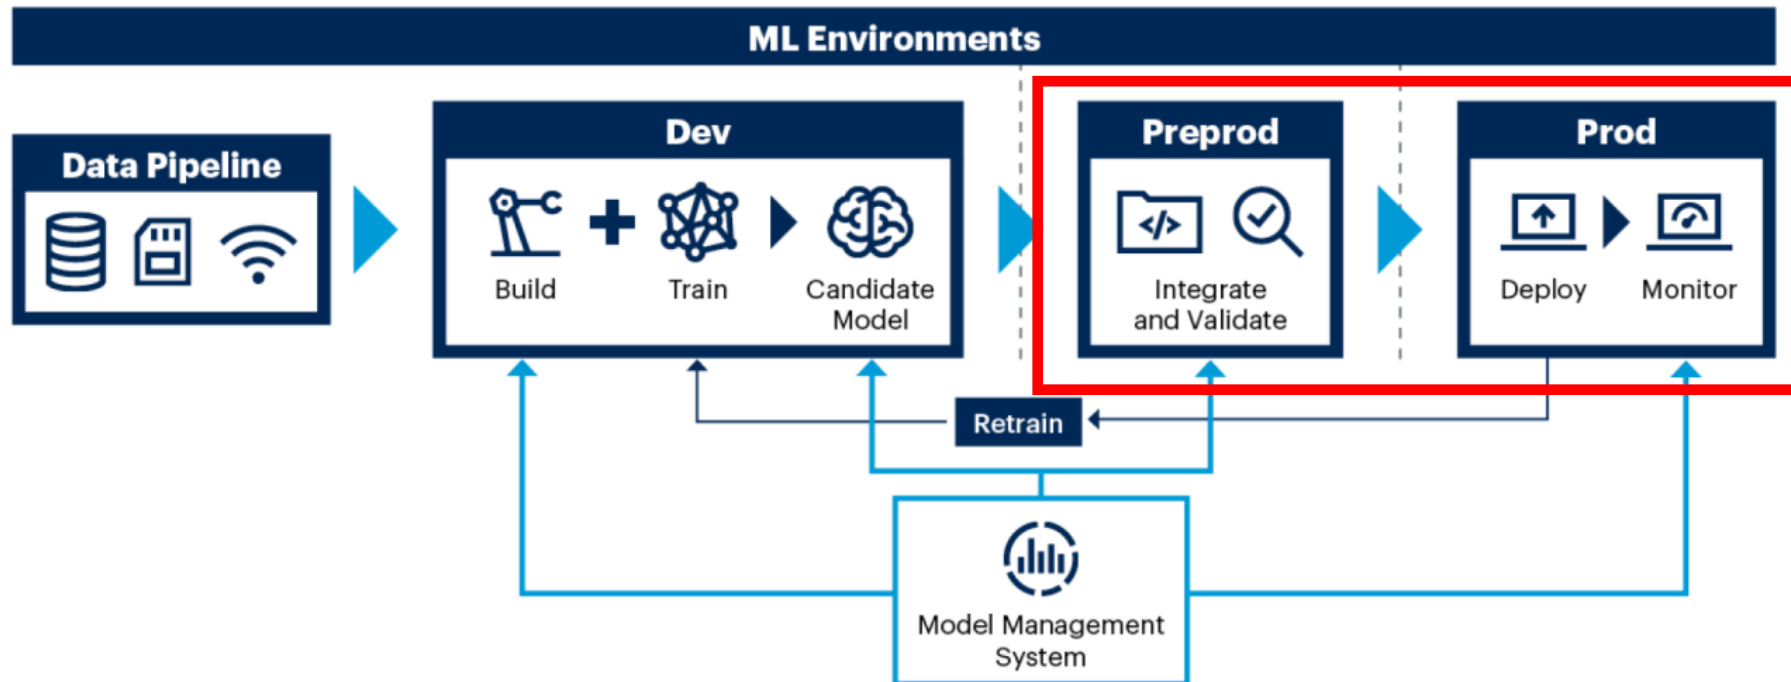 ML Environments
Data Pipeline
Dev
Build
Train
Candidate
Model
Preprod
</>
Integrate
and Validate
Prod
Deploy
Monitor
Retrain
Model Management
System